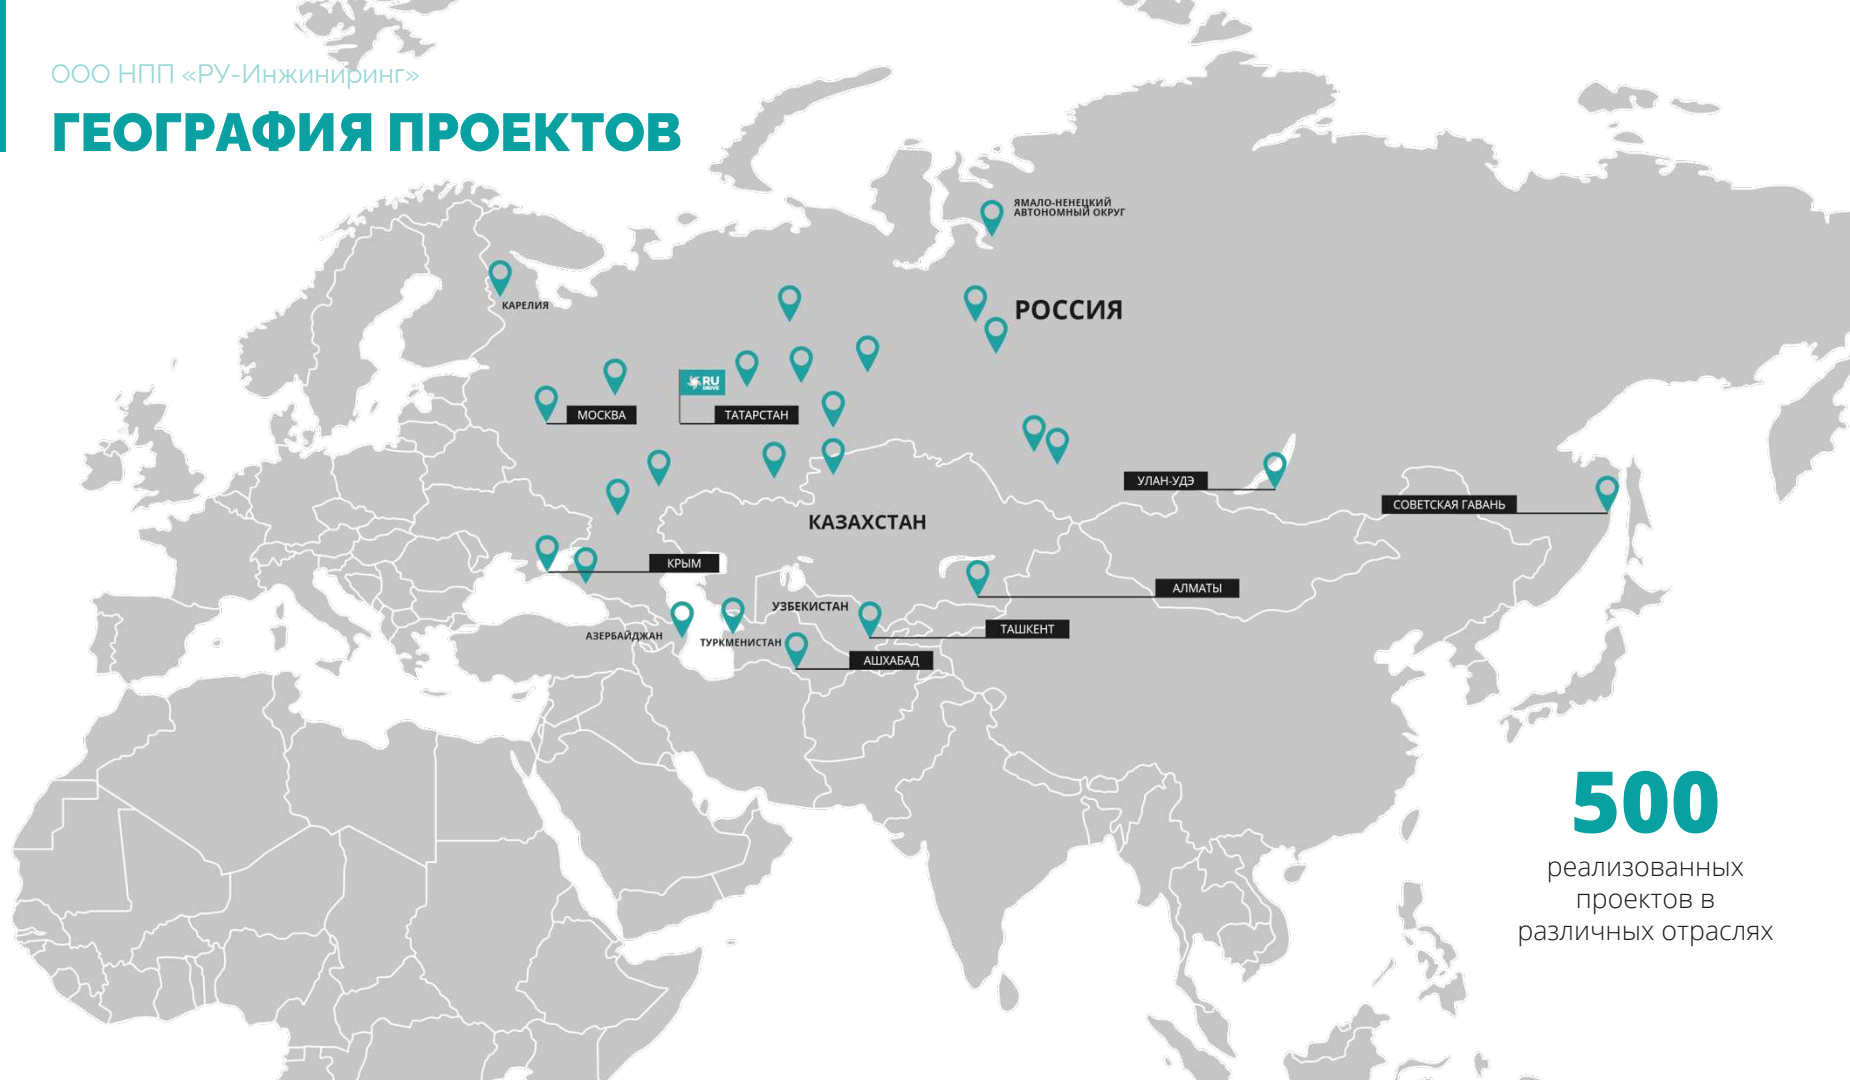 ООО НПП «РУ-Инжиниринг»
ГЕОГРАФИЯ ПРОЕКТОВ
ЯМАЛО-НЕНЕЦКИЙ
АВТОНОМНЫЙ ОКРУГ
КАРЕЛИЯ
РОССИЯ
RU
DRIVE
МОСКВА
ТАТАРСТАН
УЛАН-УДЭ
СОВЕТСКАЯ ГАВАНЬ
КАЗАХСТАН
КРЫМ
АЛМАТЫ
УЗБЕКИСТАН
ТАШКЕНТ
АЗЕРБАЙДЖАН
ТУРКМЕНИСТАН
АШХАБАД
500
реализованных
проектов в
различных отраслях